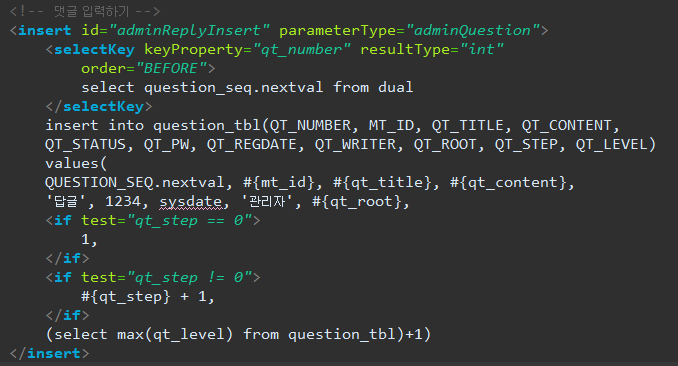 <!-- 댓글 입력하기 -->
<insert id="adminReplyInsert" parameterType="adminQuestion">
<selectKey keyProperty="qt_number" resultType="int"
order="BEFORE">
select question_seq.nextval from dual
</selectKey>
insert into question_tbl(QT_NUMBER, MT_ID, QT_TITLE, QT_CONTENT,
QT_STATUS, QT_PW, QT_REGDATE, QT_WRITER, QT_ROOT, QT_STEP, QT_LEVEL)
values(
QUESTION_SEQ.nextval, #{mt_id}, #{qt_title}, #{qt_content},
'답글', 1234, sysdate, '관리자', #{qt_root},
<if test="qt_step == 0">
1,
</if>
<if test="qt_step != 0">
#{qt_step} + 1,
</if>
(select max(qt_level) from question_tbl)+1)
</insert>